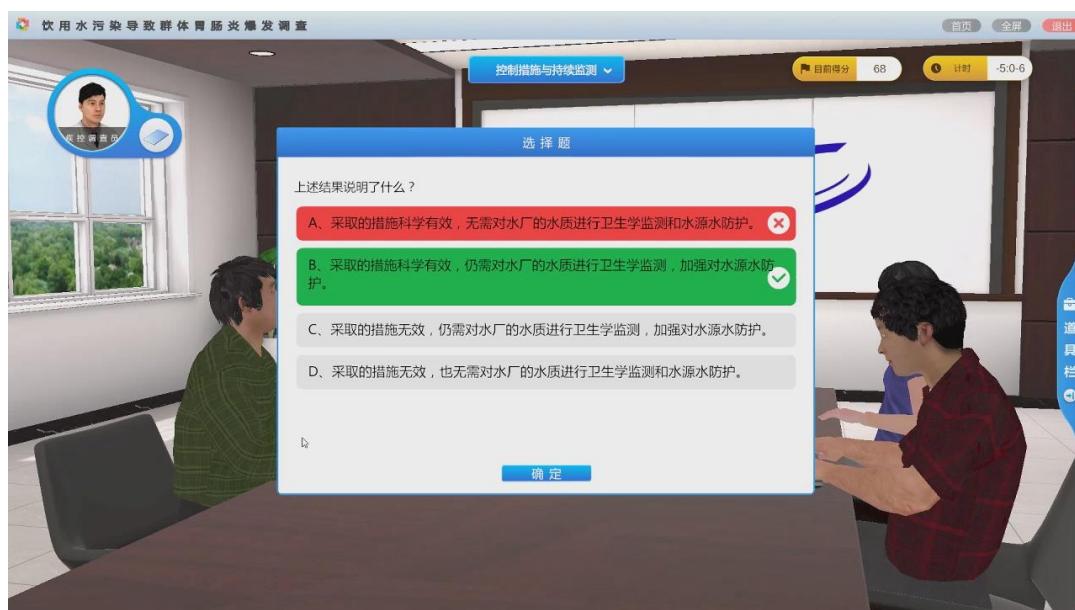 饮用水污染导致群体胃肠炎爆发调查
首页 全屏 退出
控制措施与持续监测
目前得分 68 计时 -5:0-6
疾控调查员
选择题
上述结果说明了什么?
A、采取的措施科学有效,无需对水厂的水质进行卫生学监测和水源水防护。
B、采取的措施科学有效,仍需对水厂的水质进行卫生学监测,加强对水源水防
护。
C、采取的措施无效,仍需对水厂的水质进行卫生学监测,加强对水源水防护。
D、采取的措施无效,也无需对水厂的水质进行卫生学监测和水源水防护。
道
具
栏
确定